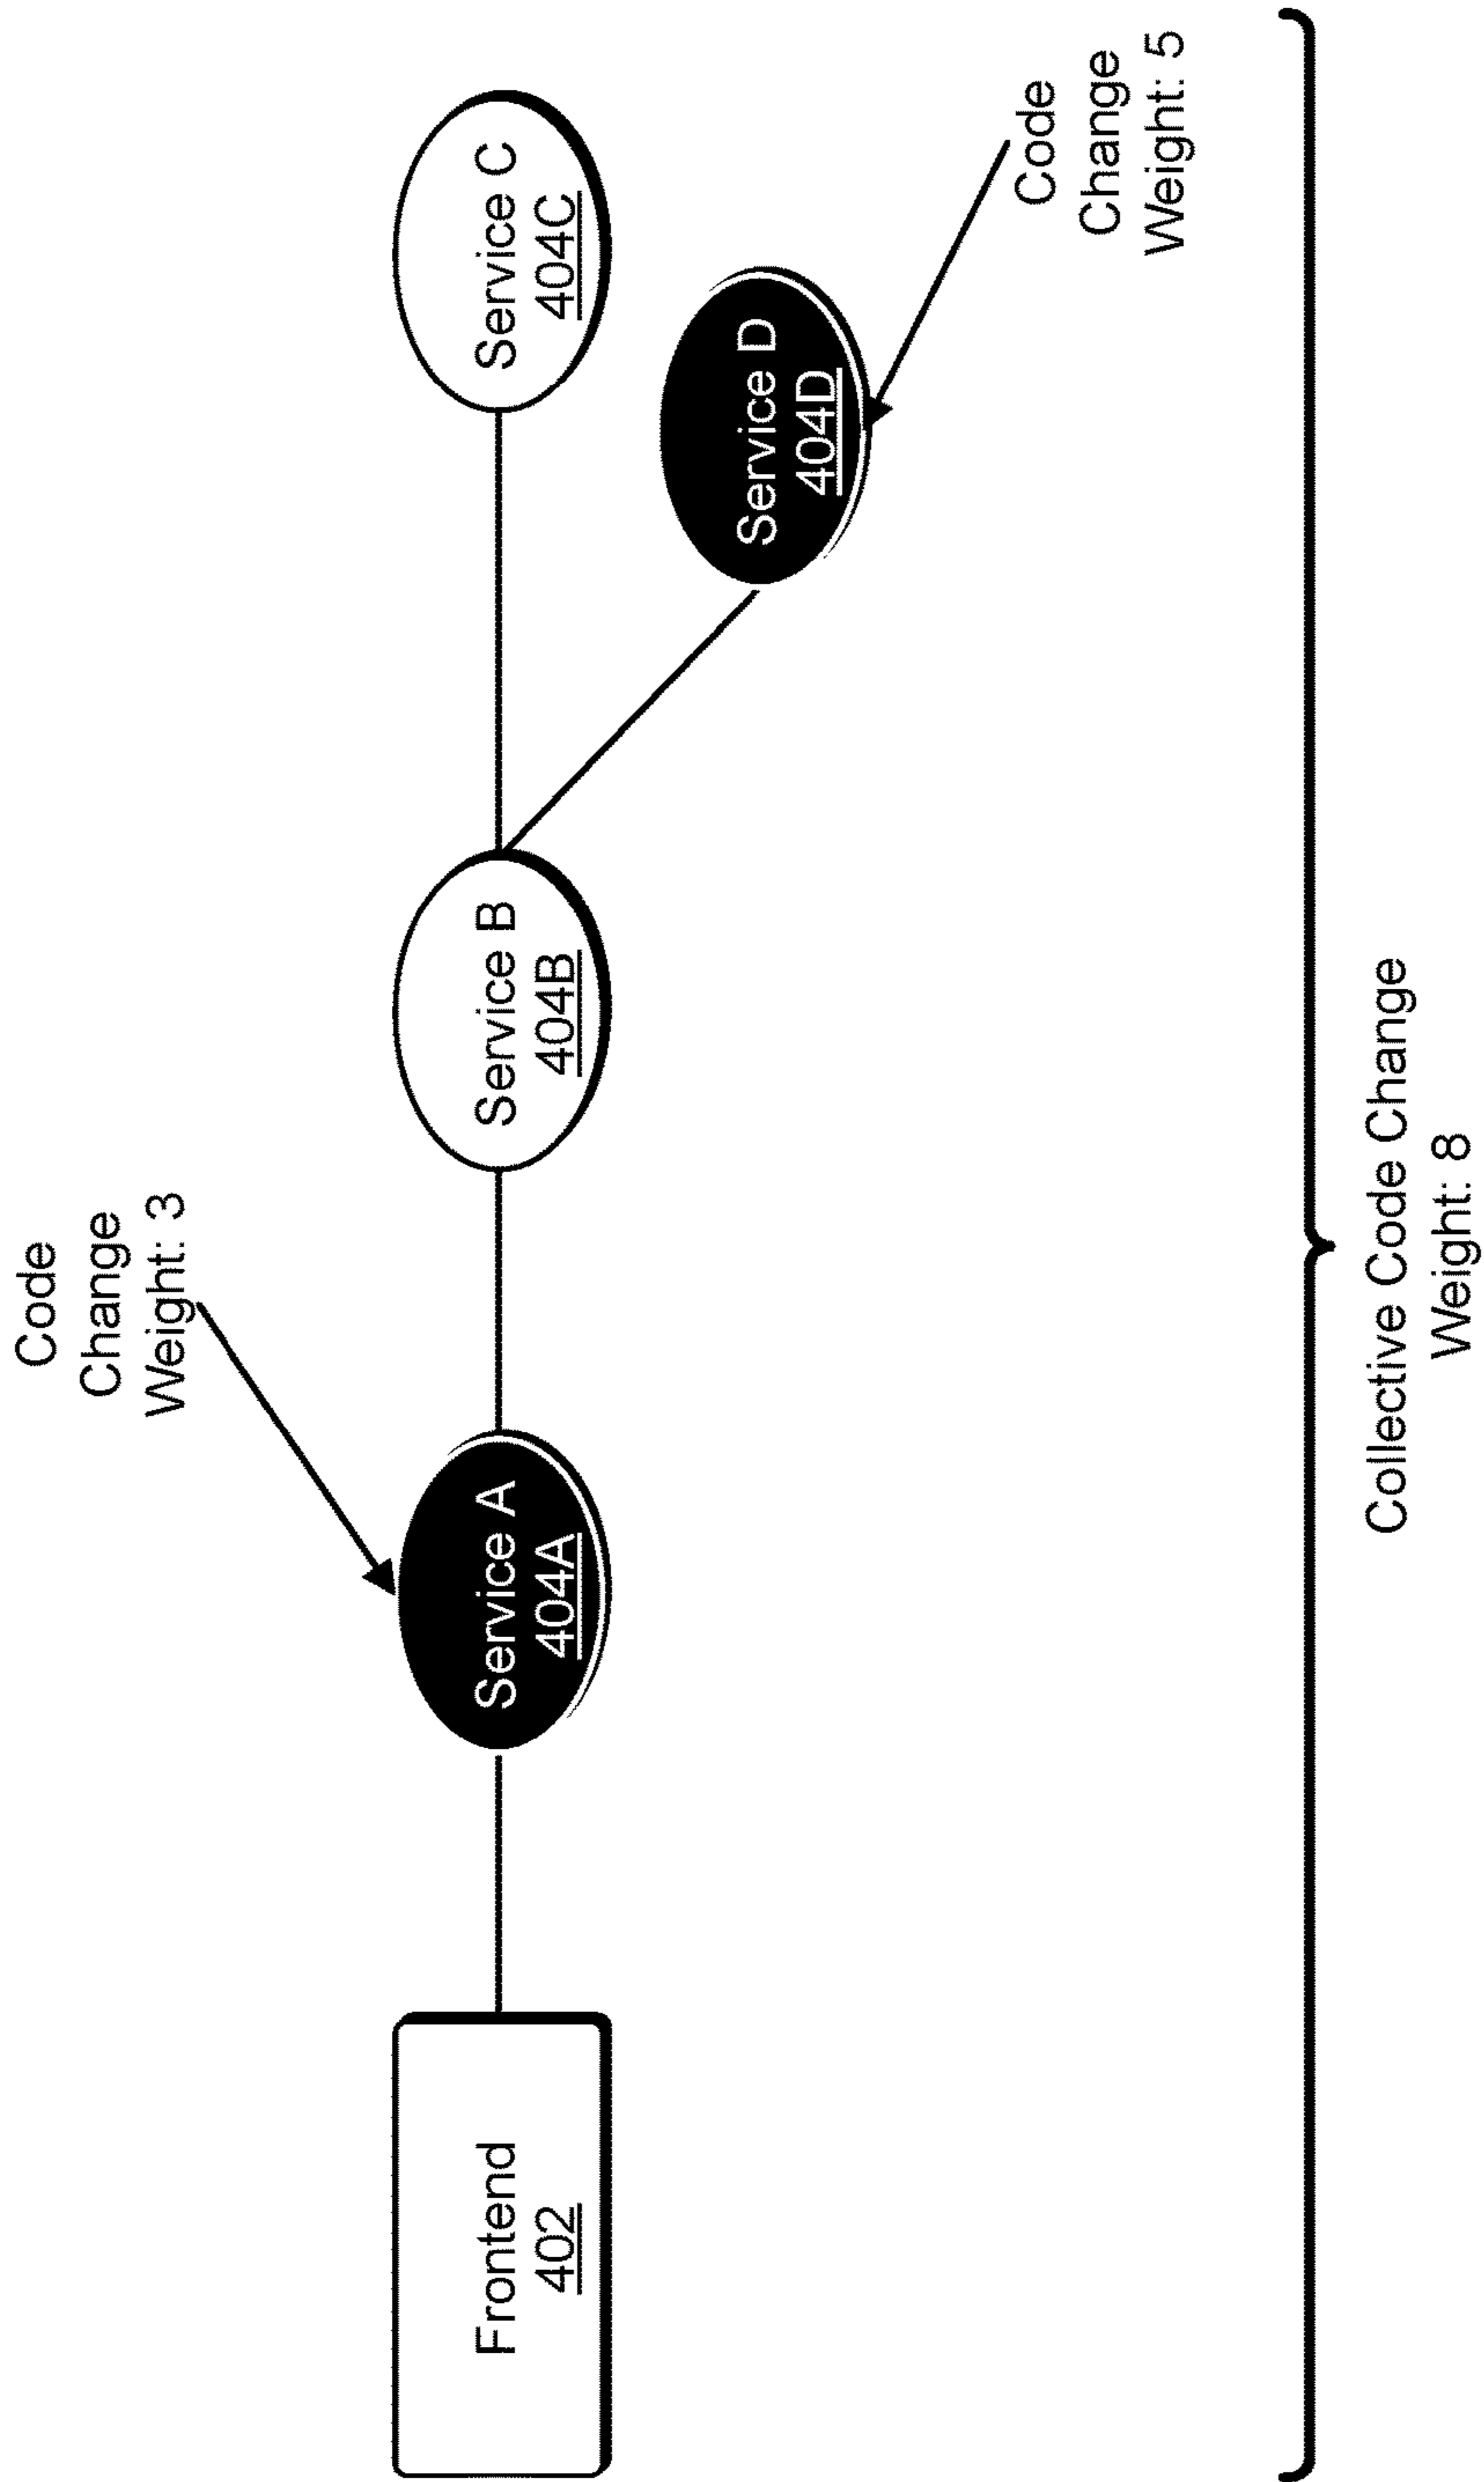 Code
Change
Weight: 3
Frontend
402
Service A
404A
Service B
404B
Service C
404C
Service D
404D
Code
Change
Weight: 5
Collective Code Change
Weight: 8